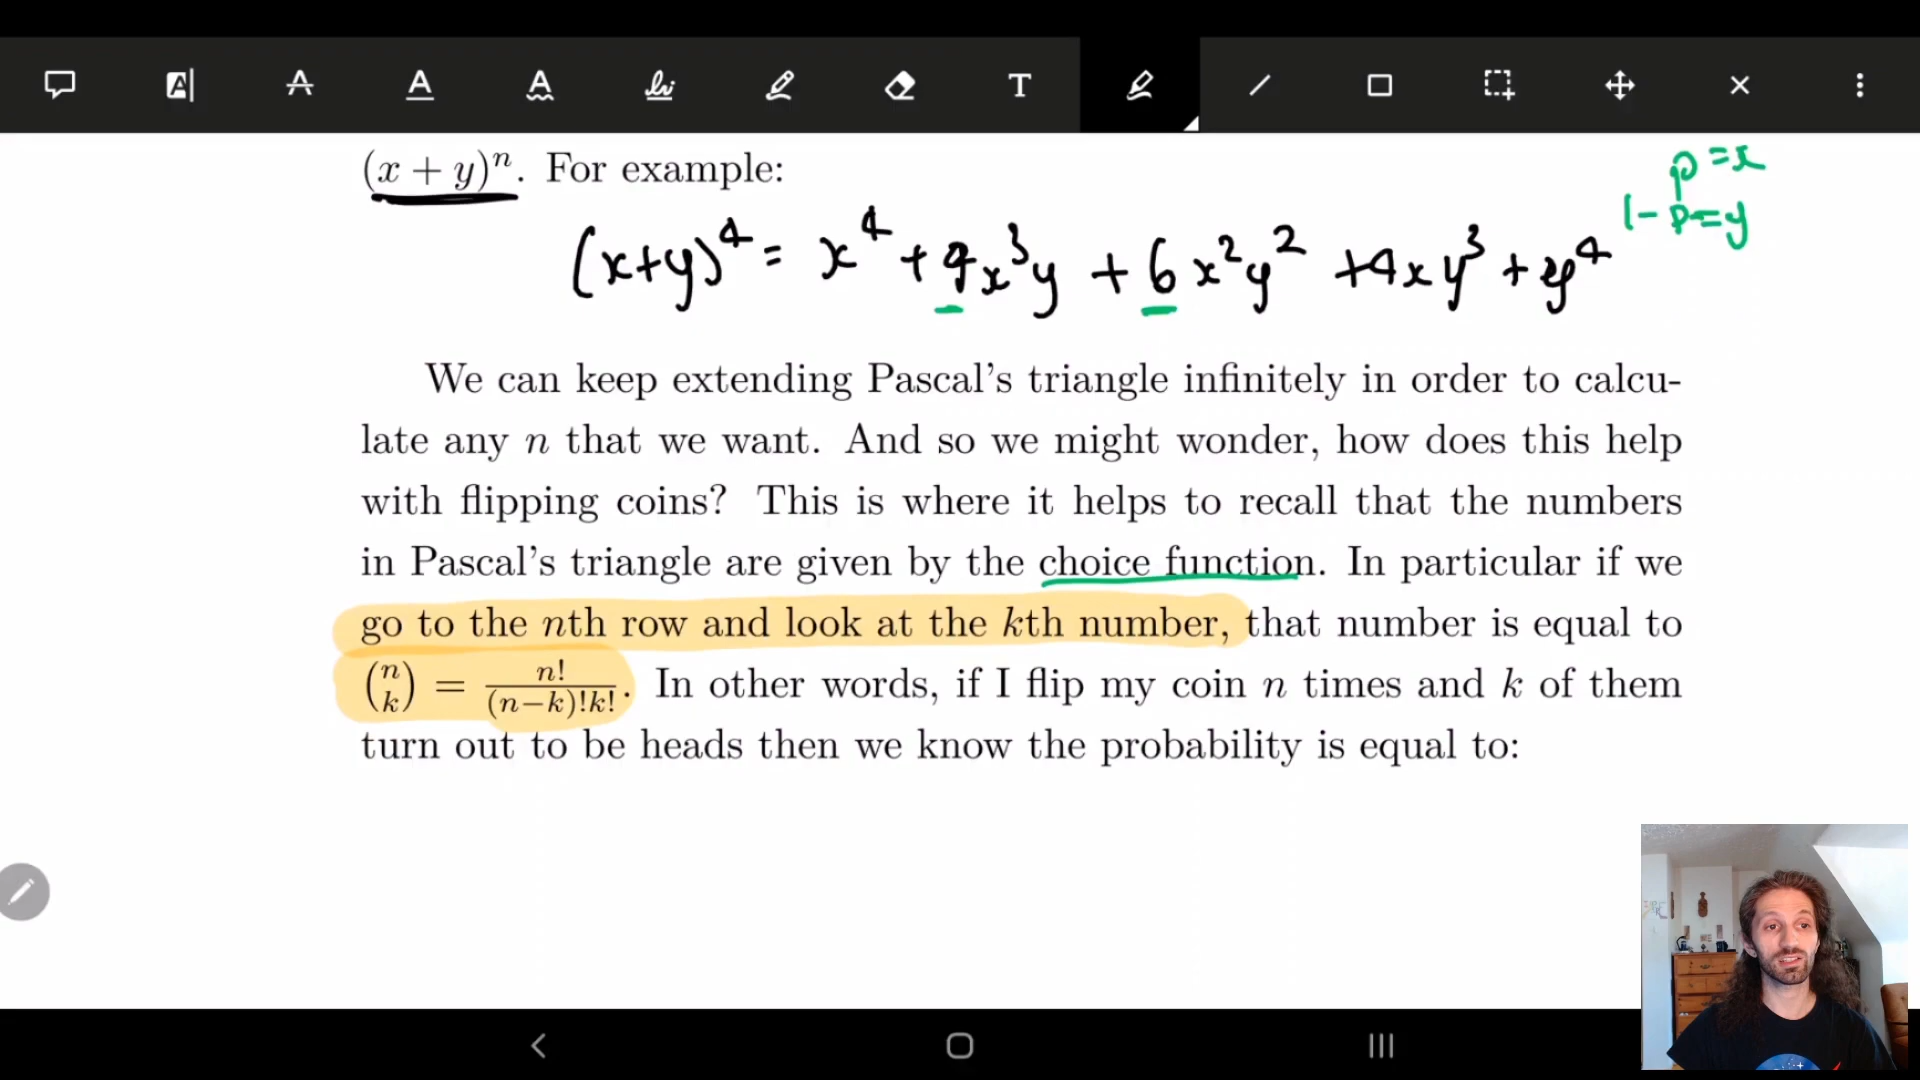 (x + y)^n. For example:
p = x
1 - p = y
(x+y)^4 = x^4 + 4x^3y + 6x^2y^2 + 4xy^3 + y^4
We can keep extending Pascal's triangle infinitely in order to calcu-
late any n that we want. And so we might wonder, how does this help
with flipping coins? This is where it helps to recall that the numbers
in Pascal's triangle are given by the choice function. In particular if we
go to the nth row and look at the kth number, that number is equal to
\binom{n}{k} = \frac{n!}{(n-k)!k!}. In other words, if I flip my coin n times and k of them
turn out to be heads then we know the probability is equal to: